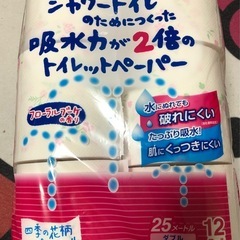 シャワートイレ
のためにつくった
吸水力が2倍の
トイレットペーパー
フローラルブーケ
の香り
水にぬれても
破れにくい
たっぷり吸水!
肌にくっつきにくい
四季の花柄
25メートル
ダブル
12